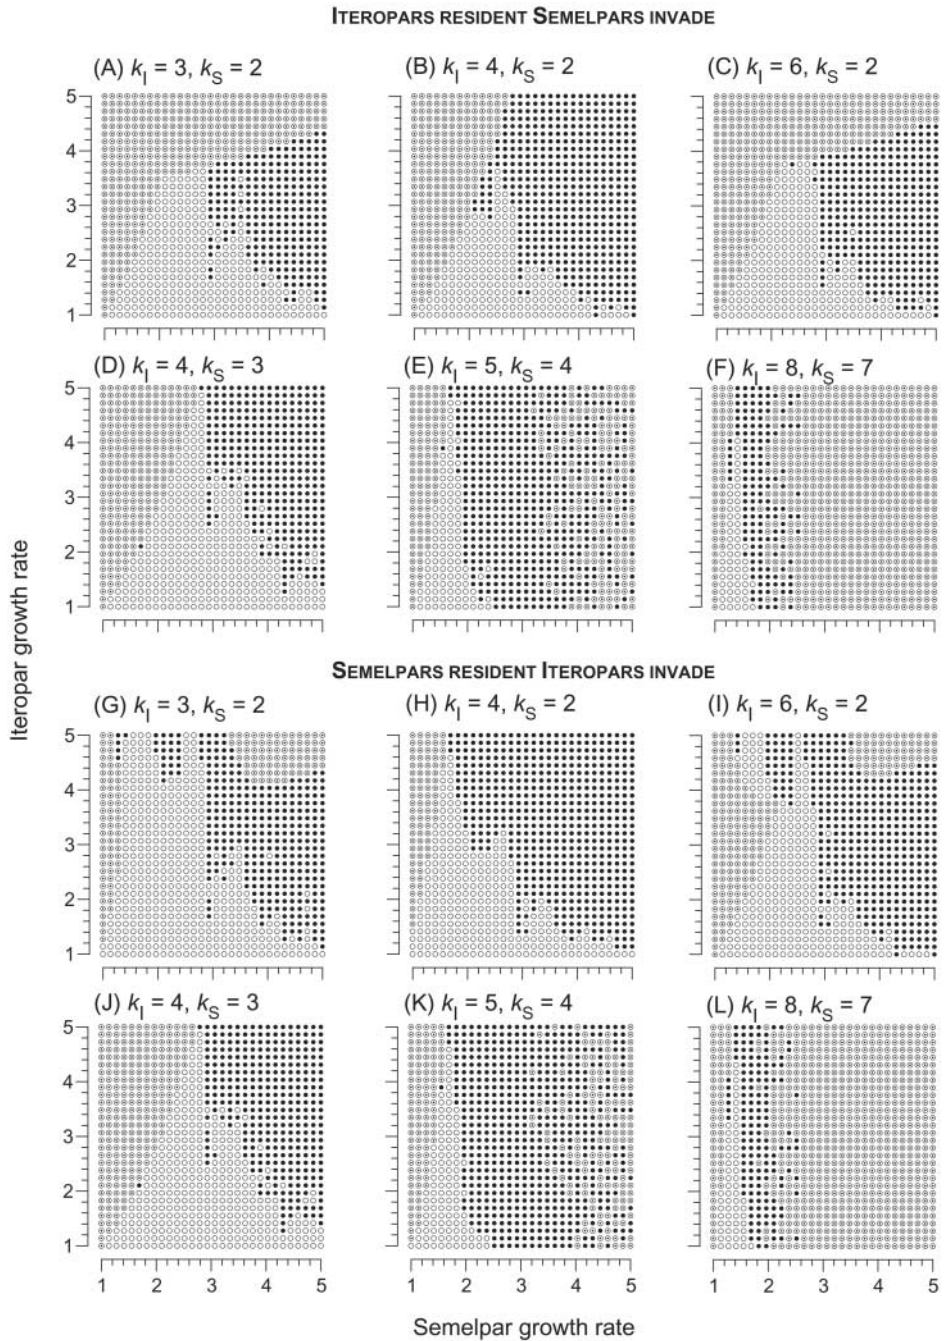 ITEROPARS RESIDENT SEMELPARS INVADE
(A) kI = 3, kS = 2
(B) kI = 4, kS = 2
(C) kI = 6, kS = 2
5
4
3
2
1
(D) kI = 4, kS = 3
(E) kI = 5, kS = 4
(F) kI = 8, kS = 7
5
4
3
2
1
Iteropar growth rate
SEMELPARS RESIDENT ITEROPARS INVADE
(G) kI = 3, kS = 2
(H) kI = 4, kS = 2
(I) kI = 6, kS = 2
5
4
3
2
1
(J) kI = 4, kS = 3
(K) kI = 5, kS = 4
(L) kI = 8, kS = 7
5
4
3
2
1
1 2 3 4 5 1 2 3 4 5 1 2 3 4 5
Semelpar growth rate